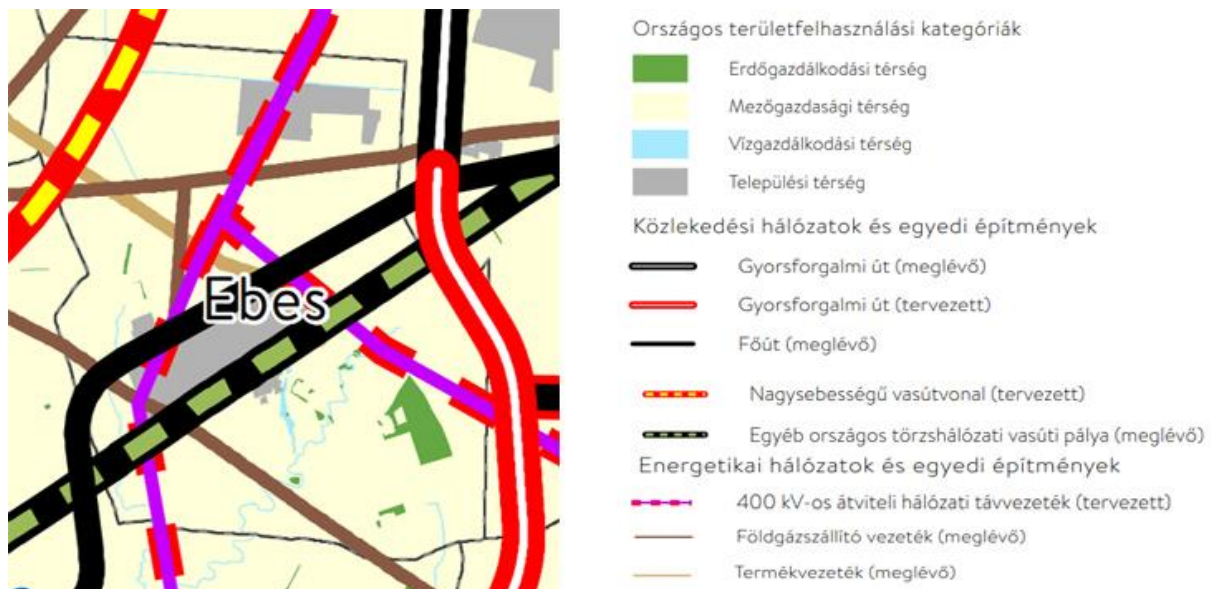 Ebes
Országos területfelhasználási kategóriák
Erdőgazdálkodási térség
Mezőgazdasági térség
Vízgazdálkodási térség
Települési térség
Közlekedési hálózatok és egyedi építmények
Gyorsforgalmi út (meglévő)
Gyorsforgalmi út (tervezett)
Főút (meglévő)
Nagysebességű vasútvonal (tervezett)
Egyéb országos törzshálózati vasúti pálya (meglévő)
Energetikai hálózatok és egyedi építmények
400 kV-os átviteli hálózati távvezeték (tervezett)
Földgázszállító vezeték (meglévő)
Termékvezeték (meglévő)